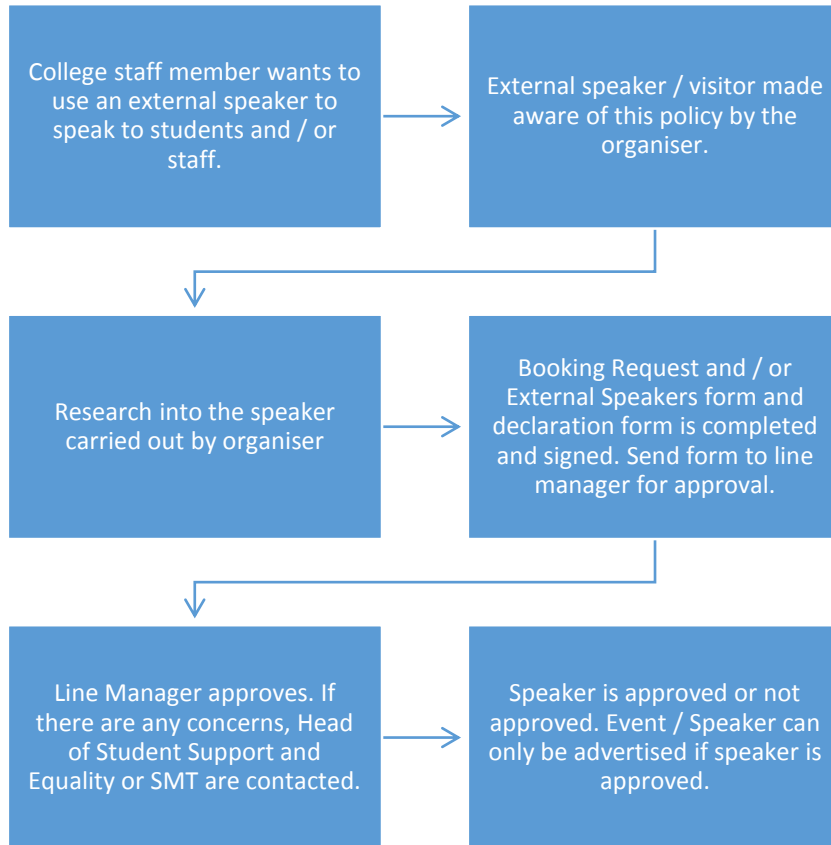 College staff member wants to
use an external speaker to
speak to students and / or
staff.
External speaker / visitor made
aware of this policy by the
organiser.
Research into the speaker
carried out by organiser
Booking Request and / or
External Speakers form and
declaration form is completed
and signed. Send form to line
manager for approval.
Line Manager approves. If
there are any concerns, Head
of Student Support and
Equality or SMT are contacted.
Speaker is approved or not
approved. Event / Speaker can
only be advertised if speaker is
approved.